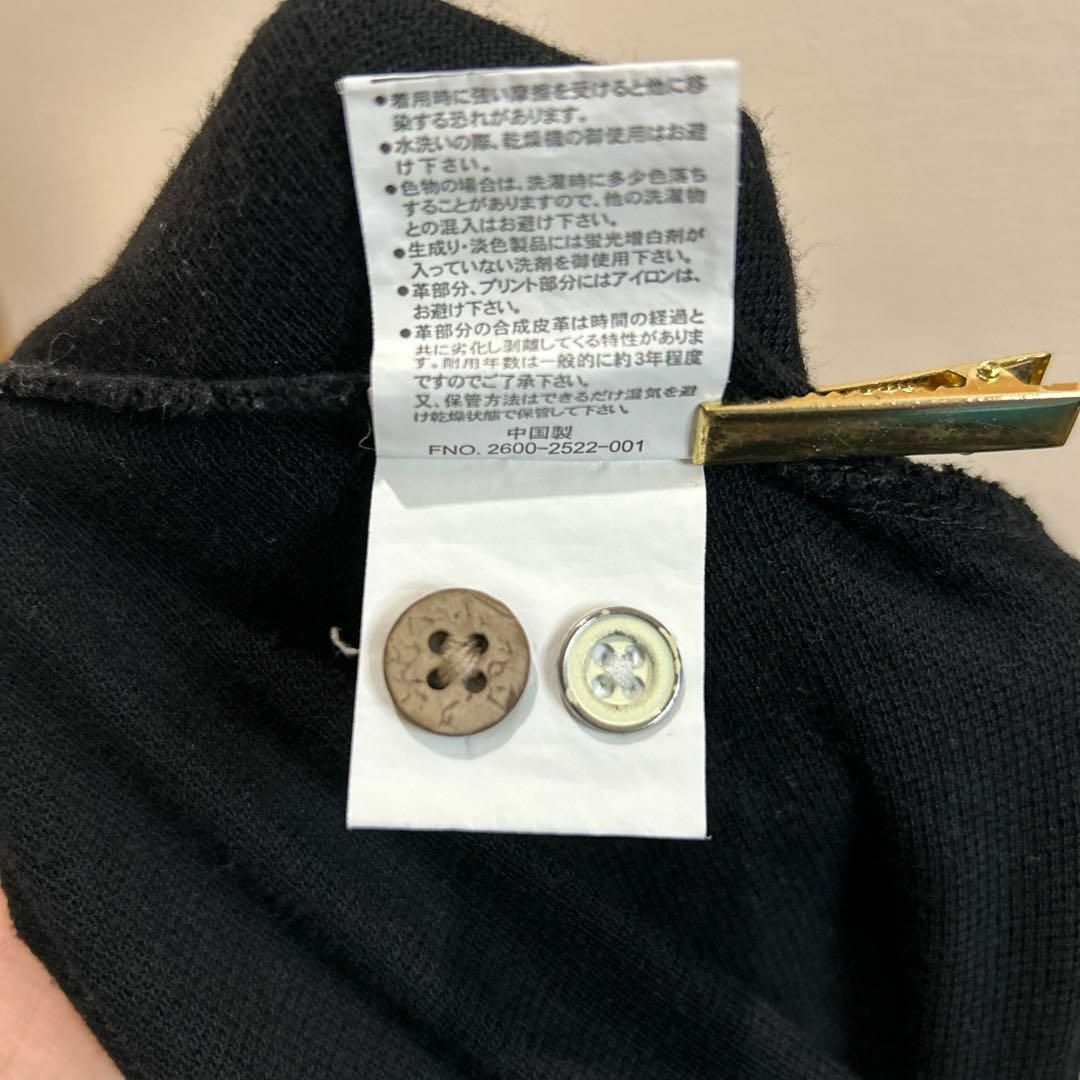 ●着用時に強い摩擦を受けると他に移
染する恐れがあります。
●水洗いの際、乾燥機の御使用はお避
け下さい。
●色物の場合は、洗濯時に多少色落ち
することがありますので、他の洗濯物
との混入はお避け下さい。
●生成り・淡色製品には蛍光増白剤が
入っていない洗剤を御使用下さい。
●革部分、プリント部分にはアイロンは、
お避け下さい。
●革部分の合成皮革は時間の経過と
共に劣化し剥離してくる特性がありま
す。耐用年数は一般的に約3年程度
ですのでご了承下さい。
又、保管方法はできるだけ湿気を避
け乾燥状態で保管して下さい。
中国製
FNO. 2600-2522-001